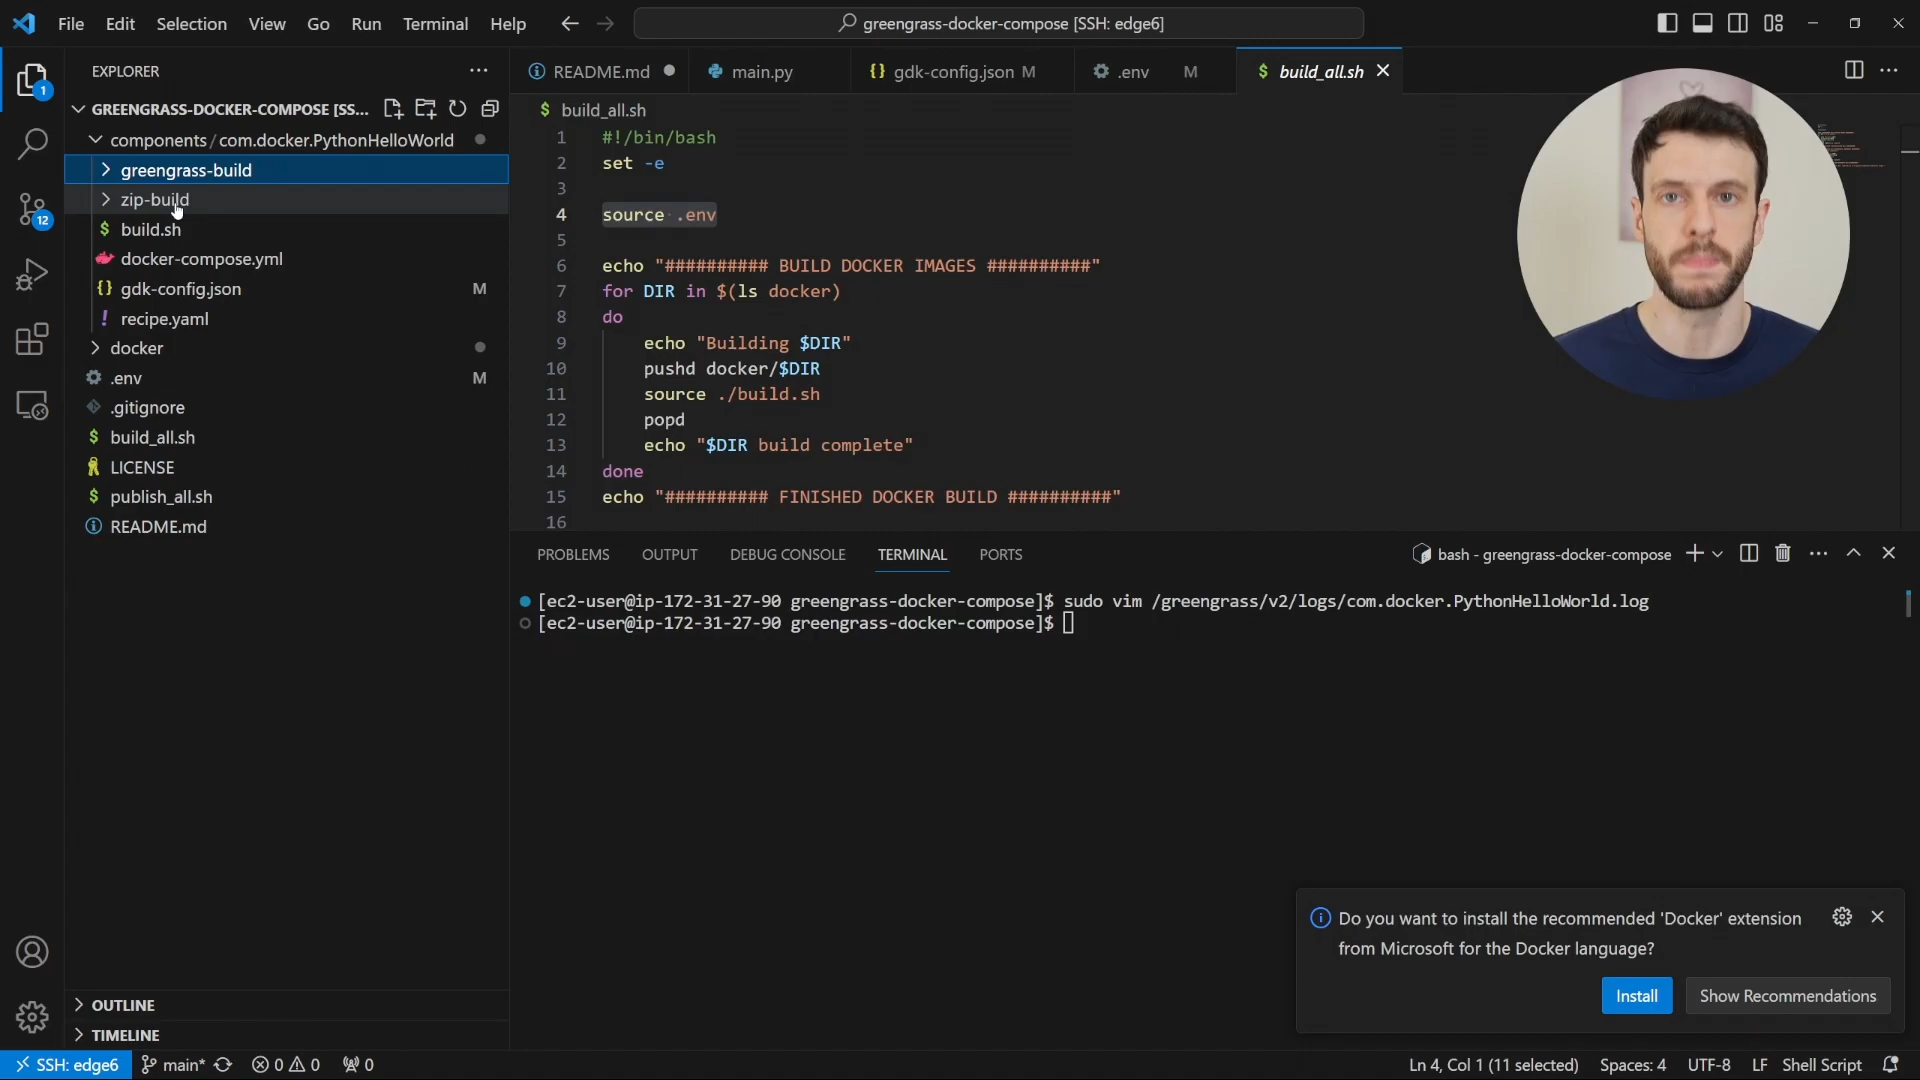 File Edit Selection View Go Run Terminal Help
greengrass-docker-compose [SSH: edge6]
EXPLORER
README.md
main.py
gdk-config.json M
.env M
build_all.sh
GREENGRASS-DOCKER-COMPOSE [SS...
components / com.docker.PythonHelloWorld
greengrass-build
zip-build
build.sh
docker-compose.yml
gdk-config.json M
recipe.yaml
docker
.env M
.gitignore
build_all.sh
LICENSE
publish_all.sh
README.md
OUTLINE
TIMELINE
1
12
build_all.sh
1 #!/bin/bash
2 set -e
3
4 source .env
5
6 echo "########## BUILD DOCKER IMAGES ##########"
7 for DIR in $(ls docker)
8 do
9 echo "Building $DIR"
10 pushd docker/$DIR
11 source ./build.sh
12 popd
13 echo "$DIR build complete"
14 done
15 echo "########## FINISHED DOCKER BUILD ##########"
16
PROBLEMS OUTPUT DEBUG CONSOLE TERMINAL PORTS
bash - greengrass-docker-compose
[ec2-user@ip-172-31-27-90 greengrass-docker-compose]$ sudo vim /greengrass/v2/logs/com.docker.PythonHelloWorld.log
[ec2-user@ip-172-31-27-90 greengrass-docker-compose]$
Do you want to install the recommended 'Docker' extension
from Microsoft for the Docker language?
Install
Show Recommendations
SSH: edge6 main* 0 0 0
Ln 4, Col 1 (11 selected) Spaces: 4 UTF-8 LF Shell Script